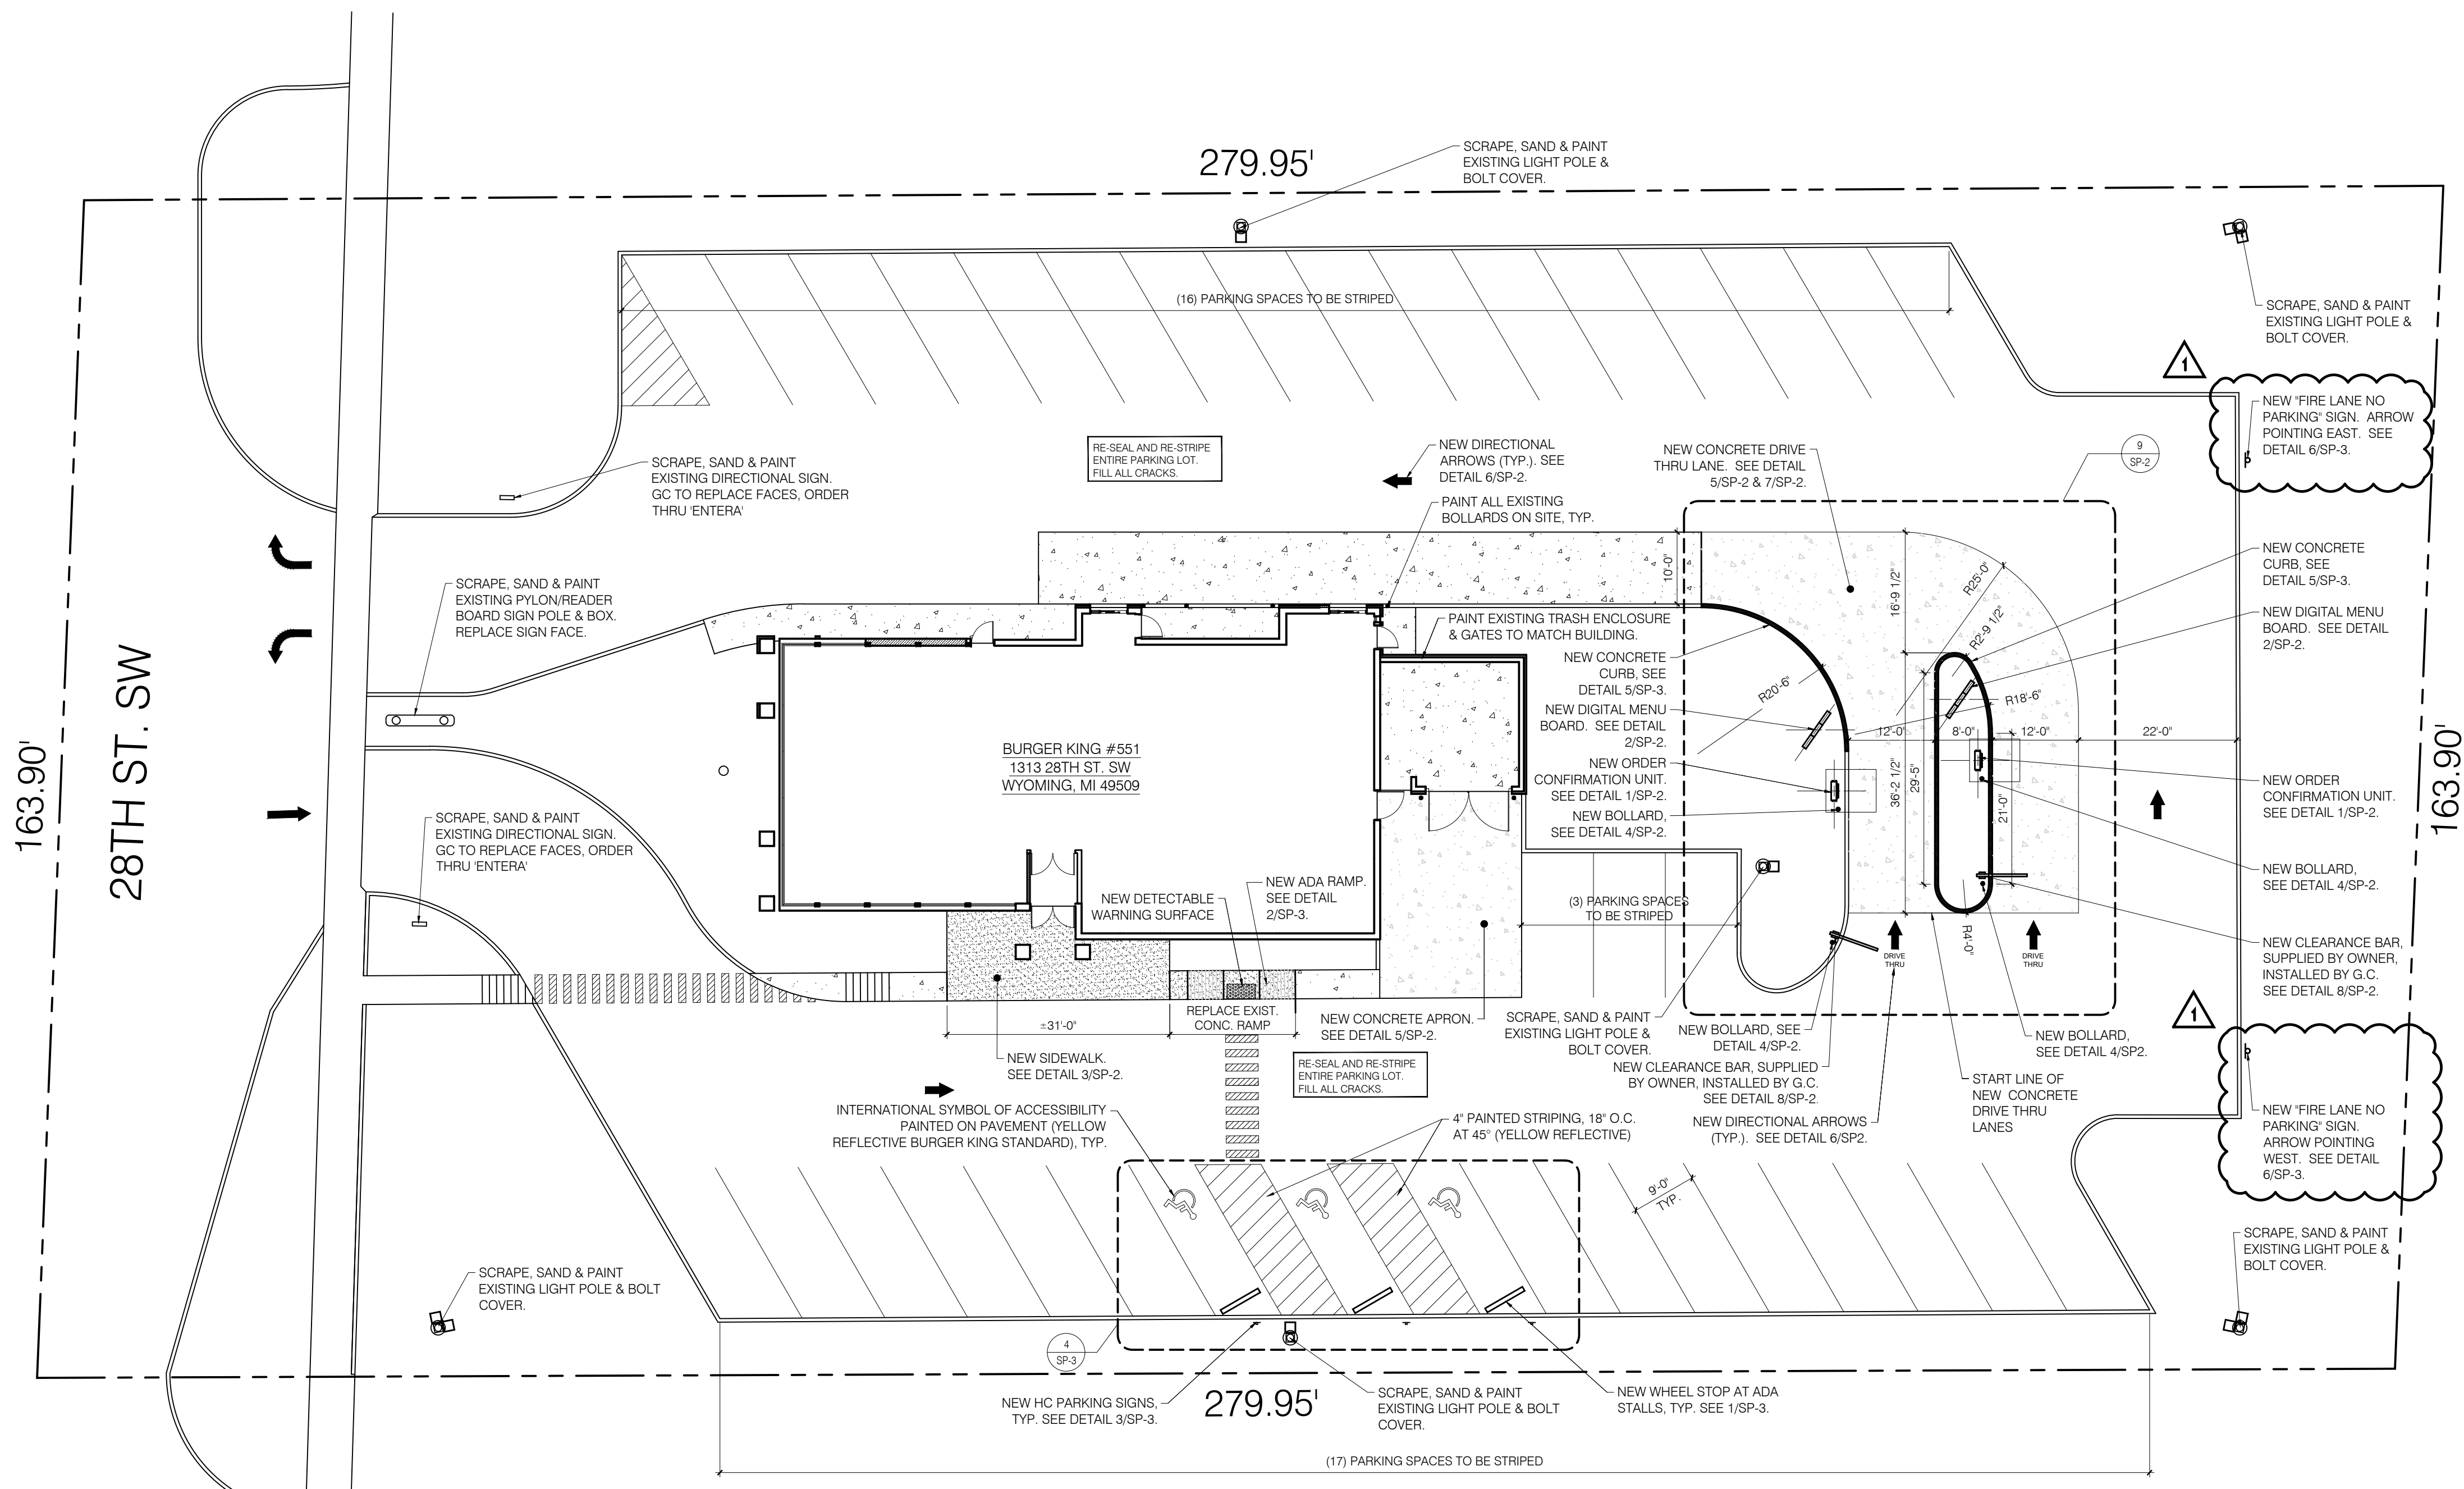 279.95'
SCRAPE, SAND & PAINT
EXISTING LIGHT POLE &
BOLT COVER.
(16) PARKING SPACES TO BE STRIPED
SCRAPE, SAND & PAINT
EXISTING LIGHT POLE &
BOLT COVER.
1
NEW "FIRE LANE NO
PARKING" SIGN. ARROW
POINTING EAST. SEE
DETAIL 6/SP-3.
9
SP-2
RE-SEAL AND RE-STRIPE
ENTIRE PARKING LOT.
FILL ALL CRACKS.
NEW DIRECTIONAL
ARROWS (TYP.). SEE
DETAIL 6/SP-2.
NEW CONCRETE DRIVE
THRU LANE. SEE DETAIL
5/SP-2 & 7/SP-2.
PAINT ALL EXISTING
BOLLARDS ON SITE, TYP.
SCRAPE, SAND & PAINT
EXISTING DIRECTIONAL SIGN.
GC TO REPLACE FACES, ORDER
THRU 'ENTERA'
SCRAPE, SAND & PAINT
EXISTING PYLON/READER
BOARD SIGN POLE & BOX.
REPLACE SIGN FACE.
10'-0"
16'-9 1/2"
R25'-0"
R2'-9 1/2"
NEW CONCRETE
CURB, SEE
DETAIL 5/SP-3.
NEW DIGITAL MENU
BOARD. SEE DETAIL
2/SP-2.
PAINT EXISTING TRASH ENCLOSURE
& GATES TO MATCH BUILDING.
NEW CONCRETE
CURB, SEE
DETAIL 5/SP-3.
NEW DIGITAL MENU
BOARD. SEE DETAIL
2/SP-2.
NEW ORDER
CONFIRMATION UNIT.
SEE DETAIL 1/SP-2.
NEW BOLLARD,
SEE DETAIL 4/SP-2.
R20'-6"
R18'-6"
12'-0"
8'-0"
12'-0"
22'-0"
36'-2 1/2"
29'-5"
21'-0"
R4'-0"
163.90'
28TH ST. SW
BURGER KING #551
1313 28TH ST. SW
WYOMING, MI 49509
163.90'
NEW ORDER
CONFIRMATION UNIT.
SEE DETAIL 1/SP-2.
NEW BOLLARD,
SEE DETAIL 4/SP-2.
SCRAPE, SAND & PAINT
EXISTING DIRECTIONAL SIGN.
GC TO REPLACE FACES, ORDER
THRU 'ENTERA'
NEW DETECTABLE
WARNING SURFACE
NEW ADA RAMP.
SEE DETAIL
2/SP-3.
(3) PARKING SPACES
TO BE STRIPED
NEW CLEARANCE BAR,
SUPPLIED BY OWNER,
INSTALLED BY G.C.
SEE DETAIL 8/SP-2.
DRIVE
THRU
DRIVE
THRU
±31'-0"
REPLACE EXIST.
CONC. RAMP
NEW CONCRETE APRON.
SEE DETAIL 5/SP-2.
SCRAPE, SAND & PAINT
EXISTING LIGHT POLE &
BOLT COVER.
NEW BOLLARD, SEE
DETAIL 4/SP-2.
NEW BOLLARD,
SEE DETAIL 4/SP2.
1
NEW SIDEWALK.
SEE DETAIL 3/SP-2.
RE-SEAL AND RE-STRIPE
ENTIRE PARKING LOT.
FILL ALL CRACKS.
NEW CLEARANCE BAR, SUPPLIED
BY OWNER, INSTALLED BY G.C.
SEE DETAIL 8/SP-2.
START LINE OF
NEW CONCRETE
DRIVE THRU
LANES
NEW "FIRE LANE NO
PARKING" SIGN.
ARROW POINTING
WEST. SEE DETAIL
6/SP-3.
INTERNATIONAL SYMBOL OF ACCESSIBILITY
PAINTED ON PAVEMENT (YELLOW
REFLECTIVE BURGER KING STANDARD), TYP.
4" PAINTED STRIPING, 18" O.C.
AT 45° (YELLOW REFLECTIVE)
NEW DIRECTIONAL ARROWS
(TYP.). SEE DETAIL 6/SP2.
9'-0"
TYP.
SCRAPE, SAND & PAINT
EXISTING LIGHT POLE &
BOLT COVER.
SCRAPE, SAND & PAINT
EXISTING LIGHT POLE & BOLT
COVER.
4
SP-3
NEW HC PARKING SIGNS,
TYP. SEE DETAIL 3/SP-3.
279.95'
SCRAPE, SAND & PAINT
EXISTING LIGHT POLE & BOLT
COVER.
NEW WHEEL STOP AT ADA
STALLS, TYP. SEE 1/SP-3.
(17) PARKING SPACES TO BE STRIPED